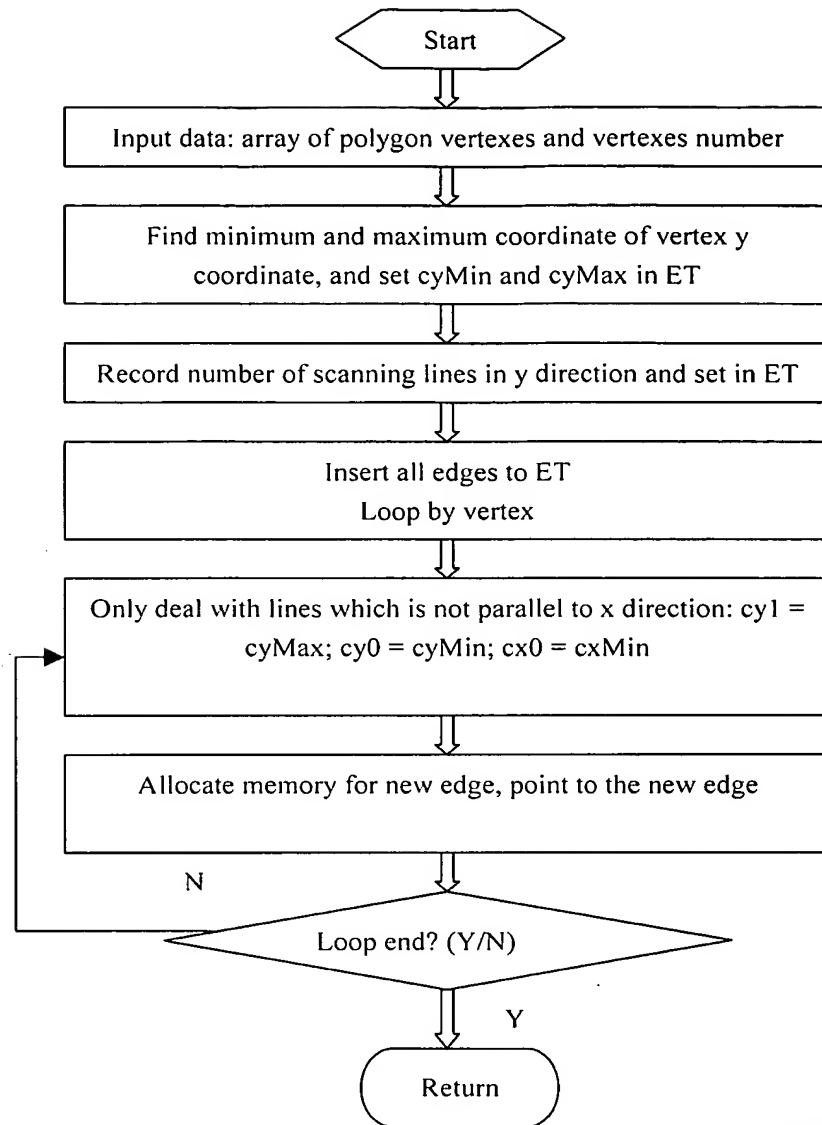 Start
Input data: array of polygon vertexes and vertexes number
Find minimum and maximum coordinate of vertex y
coordinate, and set cyMin and cyMax in ET
Record number of scanning lines in y direction and set in ET
Insert all edges to ET
Loop by vertex
Only deal with lines which is not parallel to x direction: cy1 =
cyMax; cy0 = cyMin; cx0 = cxMin
Allocate memory for new edge, point to the new edge
N
Loop end? (Y/N)
Y
Return